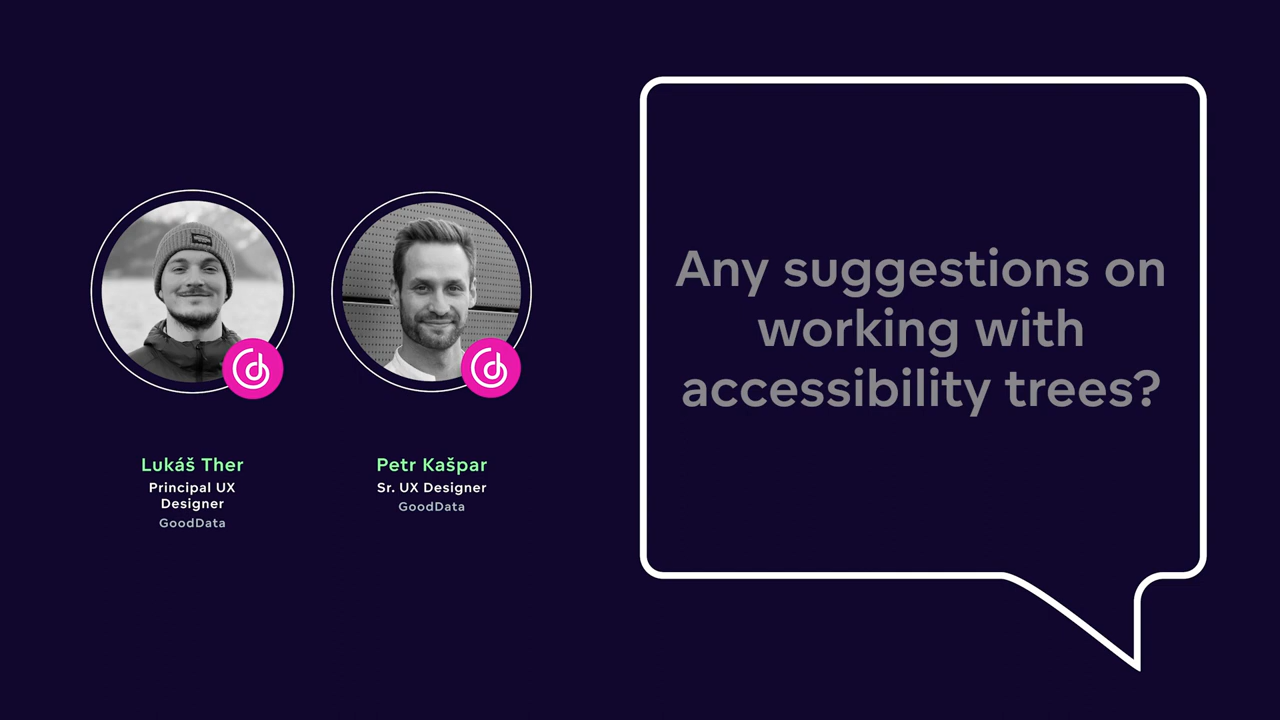 Any suggestions on
working with
accessibility trees?
Lukáš Ther
Principal UX
Designer
GoodData
Petr Kašpar
Sr. UX Designer
GoodData